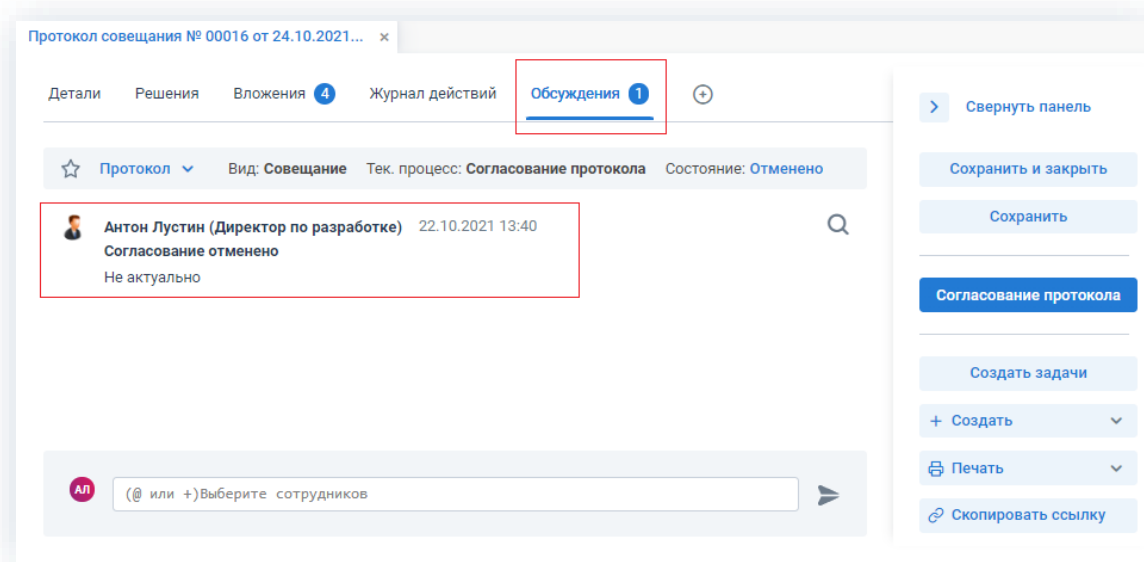 Протокол совещания № 00016 от 24.10.2021... ×
Детали Решения Вложения 4 Журнал действий Обсуждения 1
Протокол Вид: Совещание Тек. процесс: Согласование протокола Состояние: Отменено
Антон Лустин (Директор по разработке) 22.10.2021 13:40
Согласование отменено
Не актуально
АЛ (@ или +)Выберите сотрудников
Свернуть панель
Сохранить и закрыть
Сохранить
Согласование протокола
Создать задачи
+ Создать
Печать
Скопировать ссылку